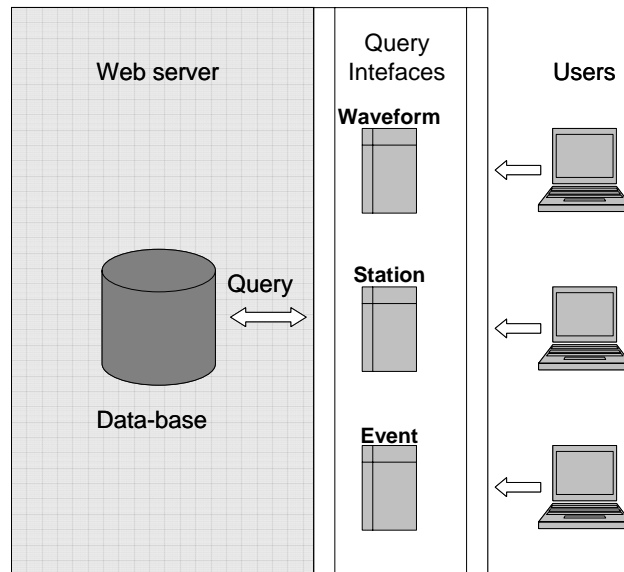 Web server
Query
Intefaces
Users
Waveform
Station
Query
Event
Data-base